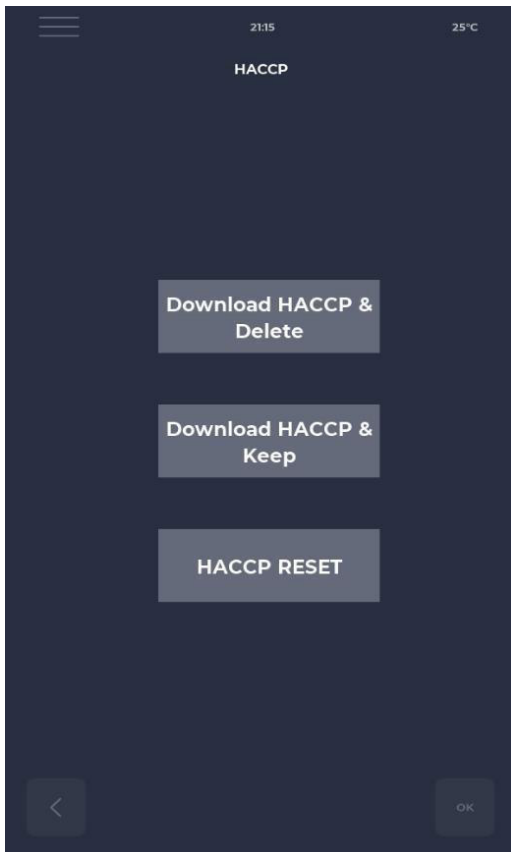 21:15 25°C
HACCP
Download HACCP &
Delete
Download HACCP &
Keep
HACCP RESET
OK